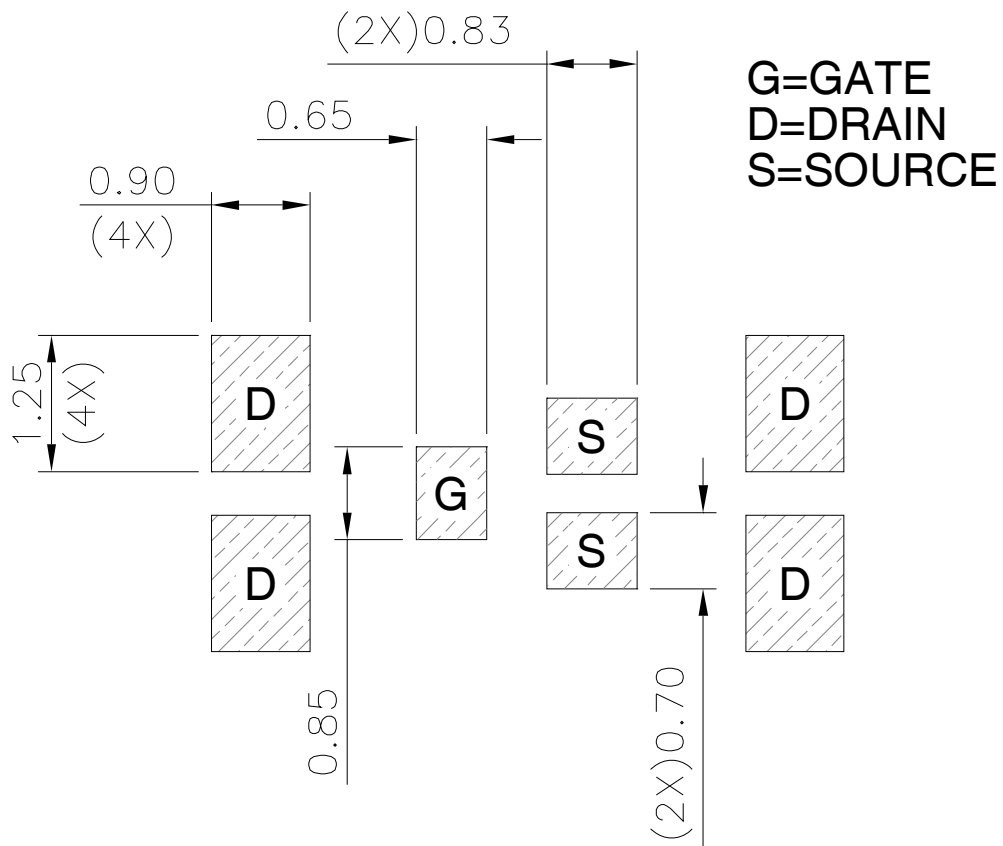 (2X)0.83
G=GATE
D=DRAIN
S=SOURCE
0.65
0.90
(4X)
1.25
(4X)
D
S
D
G
S
D
D
0.85
(2X)0.70